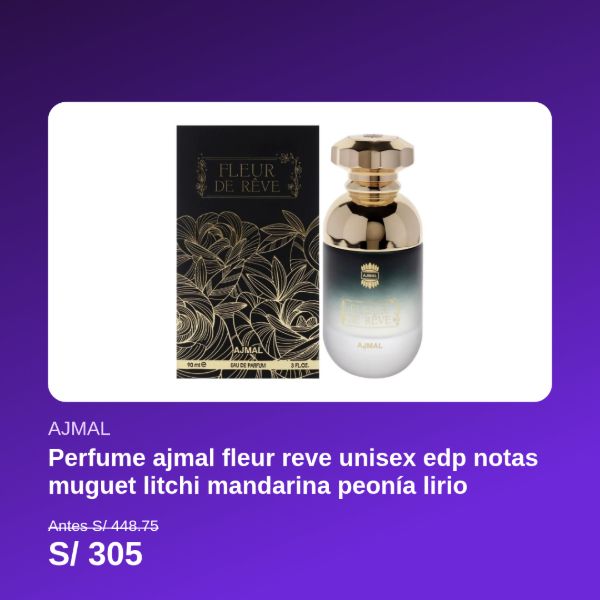 FLEUR
DE RÊVE
AJMAL
90 ml ℮ EAU DE PARFUM 3 FL.OZ.
AJMAL
DE RÊVE
AJMAL
AJMAL
Perfume ajmal fleur reve unisex edp notas
muguet litchi mandarina peonía lirio
Antes S/ 448.75
S/ 305